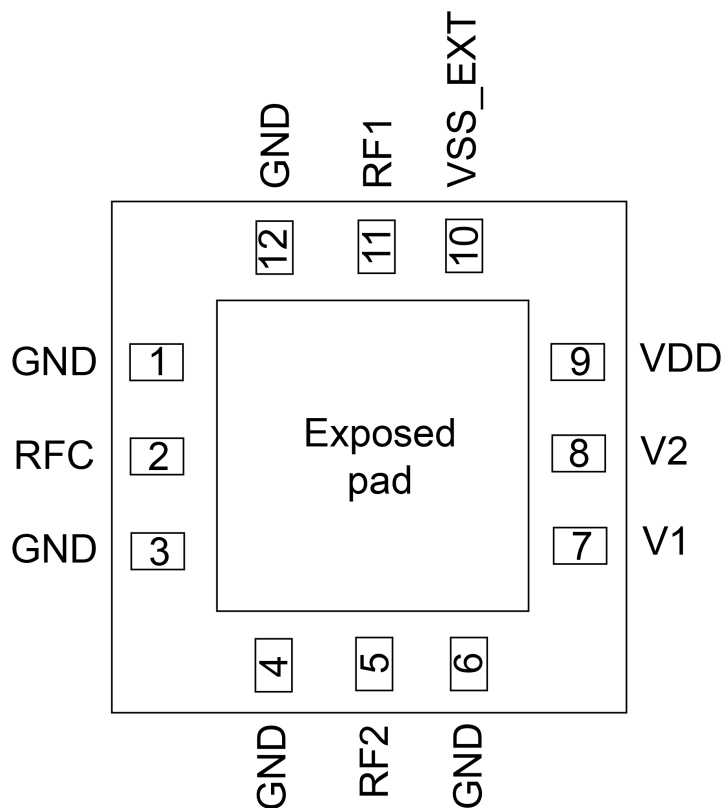 GND
RF1
VSS_EXT
12
11
10
GND
1
9
VDD
RFC
2
Exposed
pad
8
V2
GND
3
7
V1
4
5
6
GND
RF2
GND